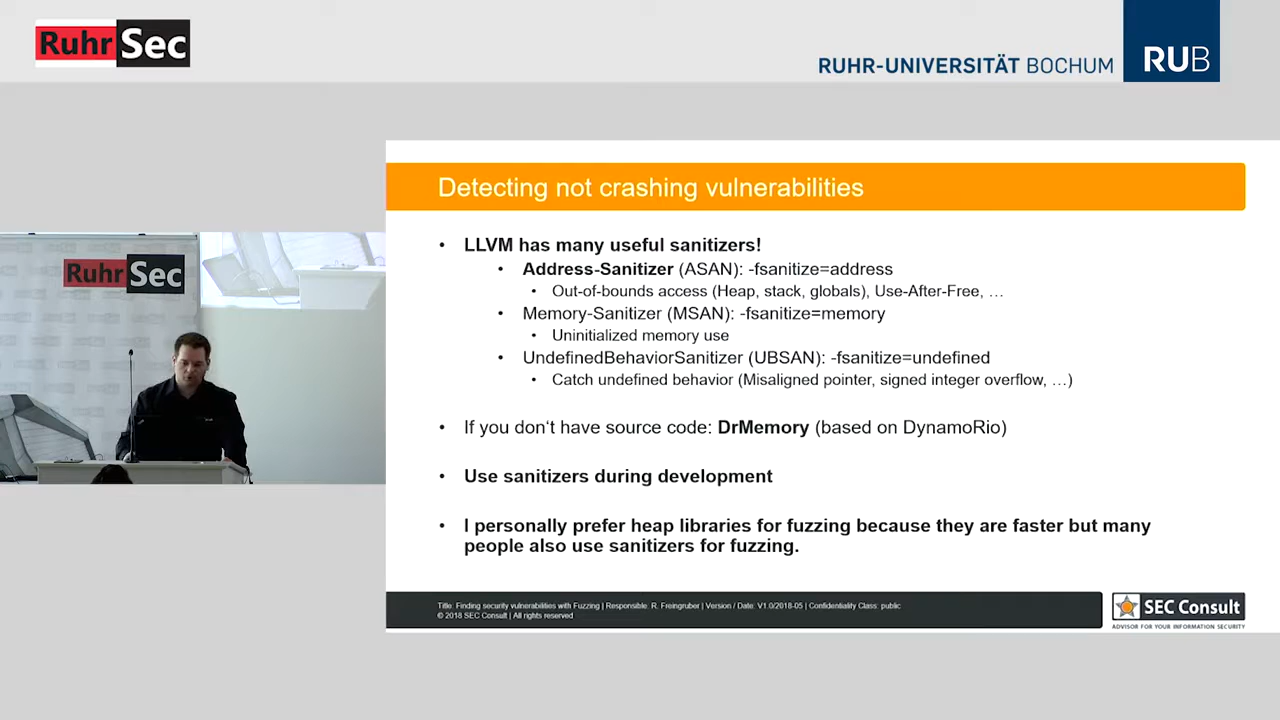 RuhrSec
RUHR-UNIVERSITÄT BOCHUM RUB
Detecting not crashing vulnerabilities
• LLVM has many useful sanitizers!
• Address-Sanitizer (ASAN): -fsanitize=address
• Out-of-bounds access (Heap, stack, globals), Use-After-Free, …
• Memory-Sanitizer (MSAN): -fsanitize=memory
• Uninitialized memory use
• UndefinedBehaviorSanitizer (UBSAN): -fsanitize=undefined
• Catch undefined behavior (Misaligned pointer, signed integer overflow, …)
• If you don‘t have source code: DrMemory (based on DynamoRio)
• Use sanitizers during development
• I personally prefer heap libraries for fuzzing because they are faster but many
people also use sanitizers for fuzzing.
RuhrSec
Title: Finding security vulnerabilities with Fuzzing | Responsible: R. Freingruber | Version / Date: V1.0/2018-05 | Confidentiality Class: public
© 2018 SEC Consult | All rights reserved
SEC Consult
ADVISOR FOR YOUR INFORMATION SECURITY